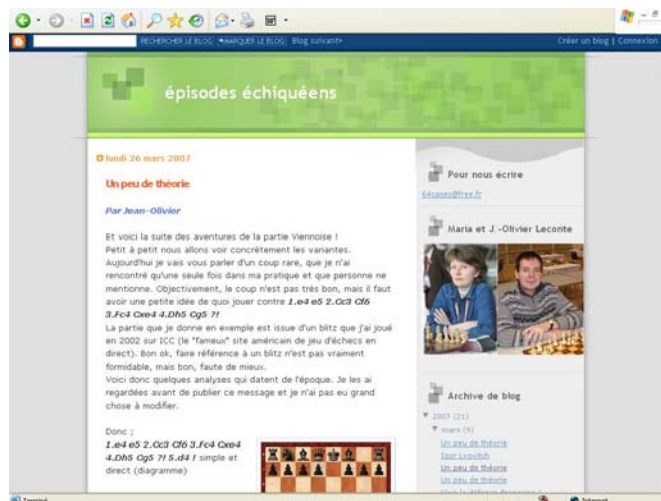 RECHERCHER LE BLOG MARQUER LE BLOG Blog suivant»
Créer un blog | Connexion
épisodes échiquéens
lundi 26 mars 2007
Un peu de théorie
Par Jean-Olivier
Et voici la suite des aventures de la partie Viennoise !
Petit à petit nous allons voir concrètement les variantes.
Aujourd'hui je vais vous parler d'un coup rare, que je n'ai
rencontré qu'une seule fois dans ma pratique et que personne ne
mentionne. Objectivement, le coup n'est pas très bon, mais il faut
avoir une petite idée de quoi jouer contre 1.e4 e5 2.Cc3 Cf6
3.Fc4 Cxe4 4.Dh5 Cg5 ?!
La partie que je donne en exemple est issue d'un blitz que j'ai joué
en 2002 sur ICC (le "fameux" site américain de jeu d'échecs en
direct). Bon ok, faire référence à un blitz n'est pas vraiment
formidable, mais bon, faute de mieux.
Voici donc quelques analyses qui datent de l'époque. Je les ai
regardées avant de publier ce message et je n'ai pas eu grand
chose à modifier.
Donc ;
1.e4 e5 2.Cc3 Cf6 3.Fc4 Cxe4
4.Dh5 Cg5 ?! 5.d4 ! simple et
direct (diagramme)
Pour nous écrire
64cases@free.fr
Maria et J.-Olivier Leconte
Archive de blog
▼ 2007 (21)
▼ mars (9)
Un peu de théorie
Igor Lvovitch
Un peu de théorie
Un peu de théorie
Terminé
Internet